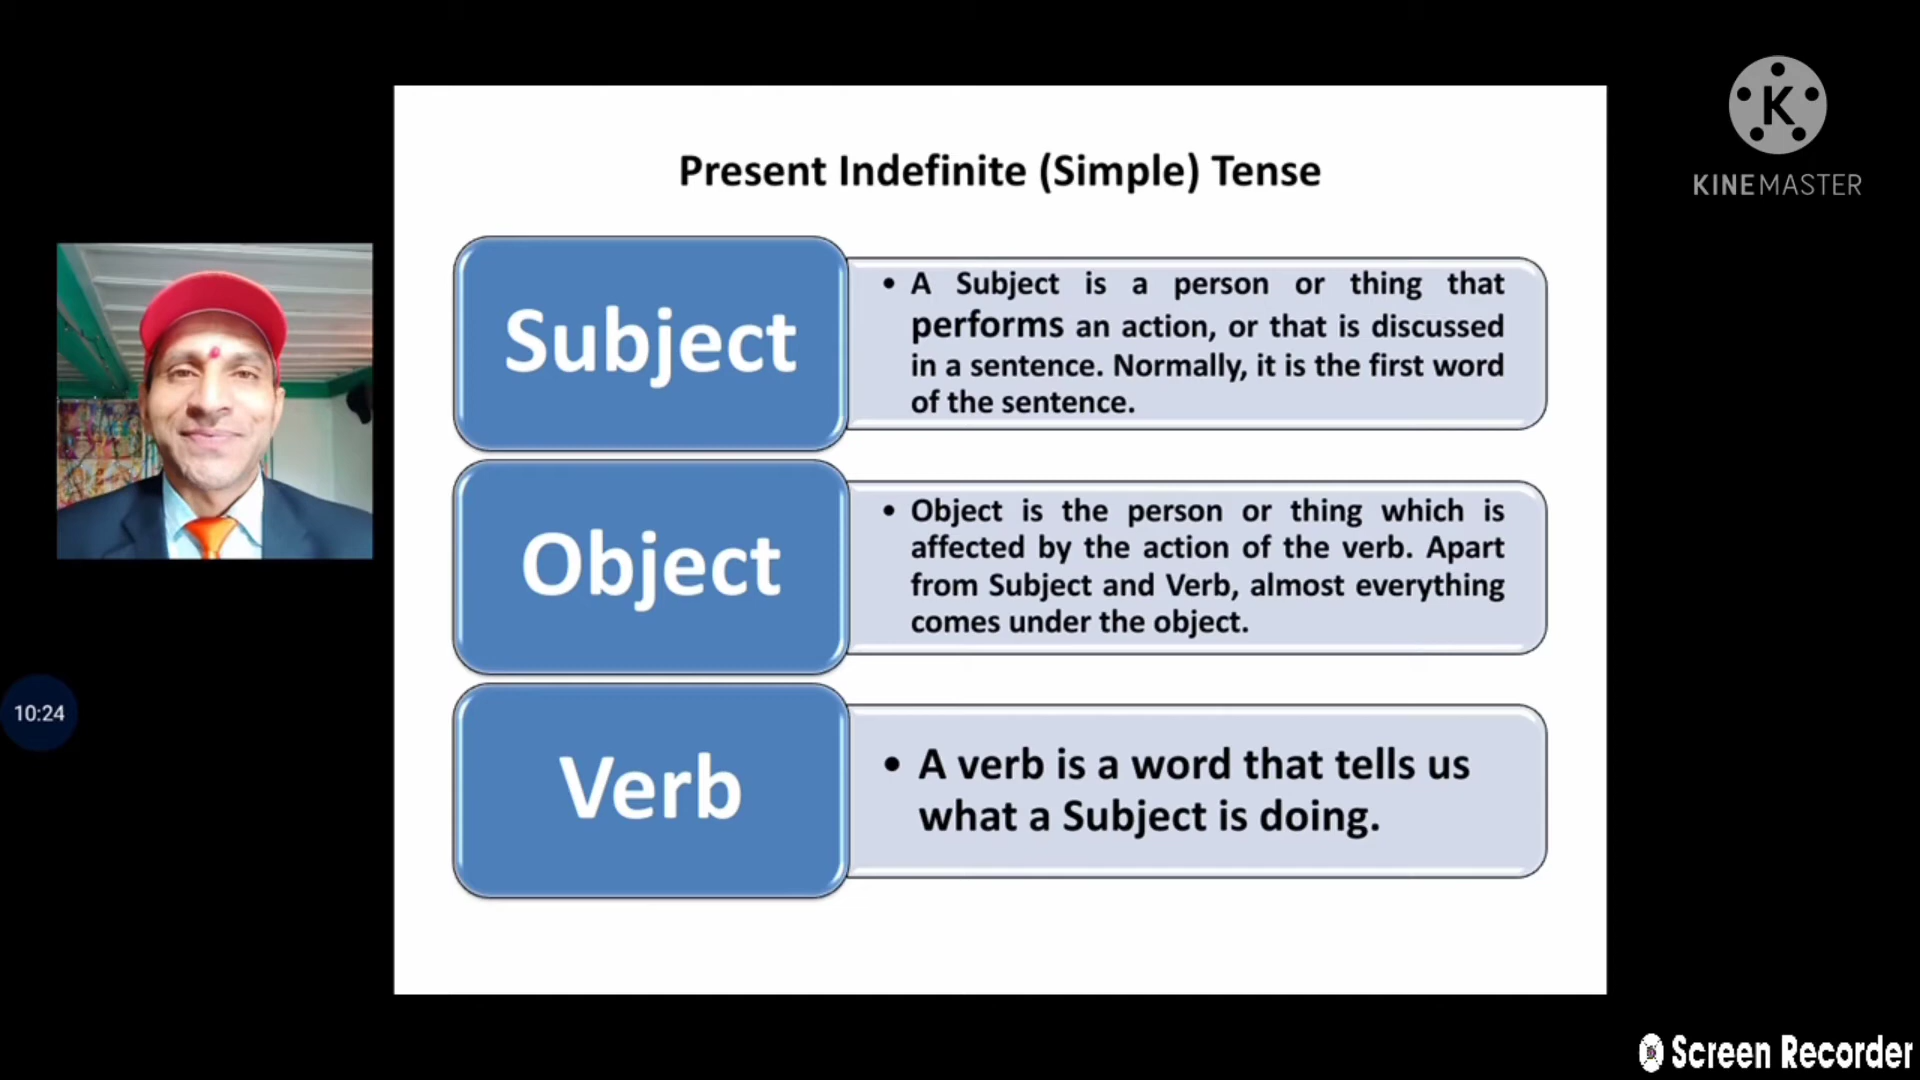 K
KINEMASTER
Present Indefinite (Simple) Tense
Subject
• A Subject is a person or thing that
performs an action, or that is discussed
in a sentence. Normally, it is the first word
of the sentence.
Object
• Object is the person or thing which is
affected by the action of the verb. Apart
from Subject and Verb, almost everything
comes under the object.
10:24
Verb
• A verb is a word that tells us
what a Subject is doing.
Screen Recorder